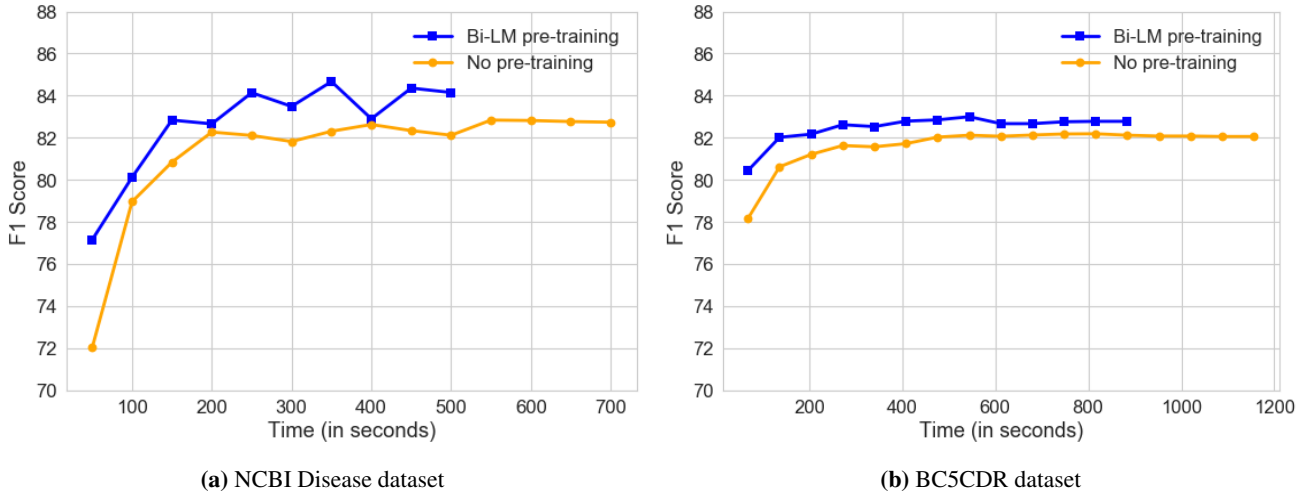 88
86
84
82
80
78
76
74
72
70
F1 Score
Bi-LM pre-training
No pre-training
100 200 300 400 500 600 700
Time (in seconds)
(a) NCBI Disease dataset
88
86
84
82
80
78
76
74
72
70
F1 Score
Bi-LM pre-training
No pre-training
200 400 600 800 1000 1200
Time (in seconds)
(b) BC5CDR dataset